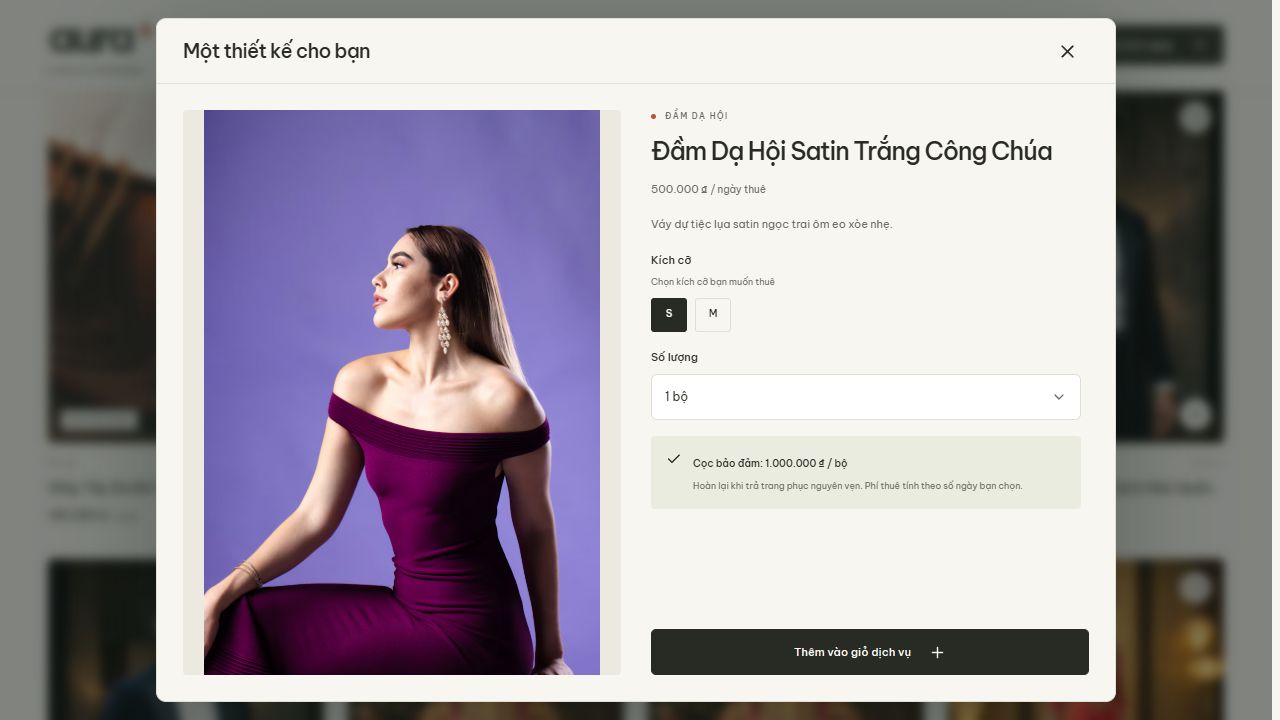 Một thiết kế cho bạn
ĐẦM DẠ HỘI
Đầm Dạ Hội Satin Trắng Công Chúa
500.000 ₫ / ngày thuê
Váy dự tiệc lụa satin ngọc trai ôm eo xòe nhẹ.
Kích cỡ
Chọn kích cỡ bạn muốn thuê
S M
Số lượng
1 bộ
Cọc bảo đảm: 1.000.000 ₫ / bộ
Hoàn lại khi trả trang phục nguyên vẹn. Phí thuê tính theo số ngày bạn chọn.
Thêm vào giỏ dịch vụ